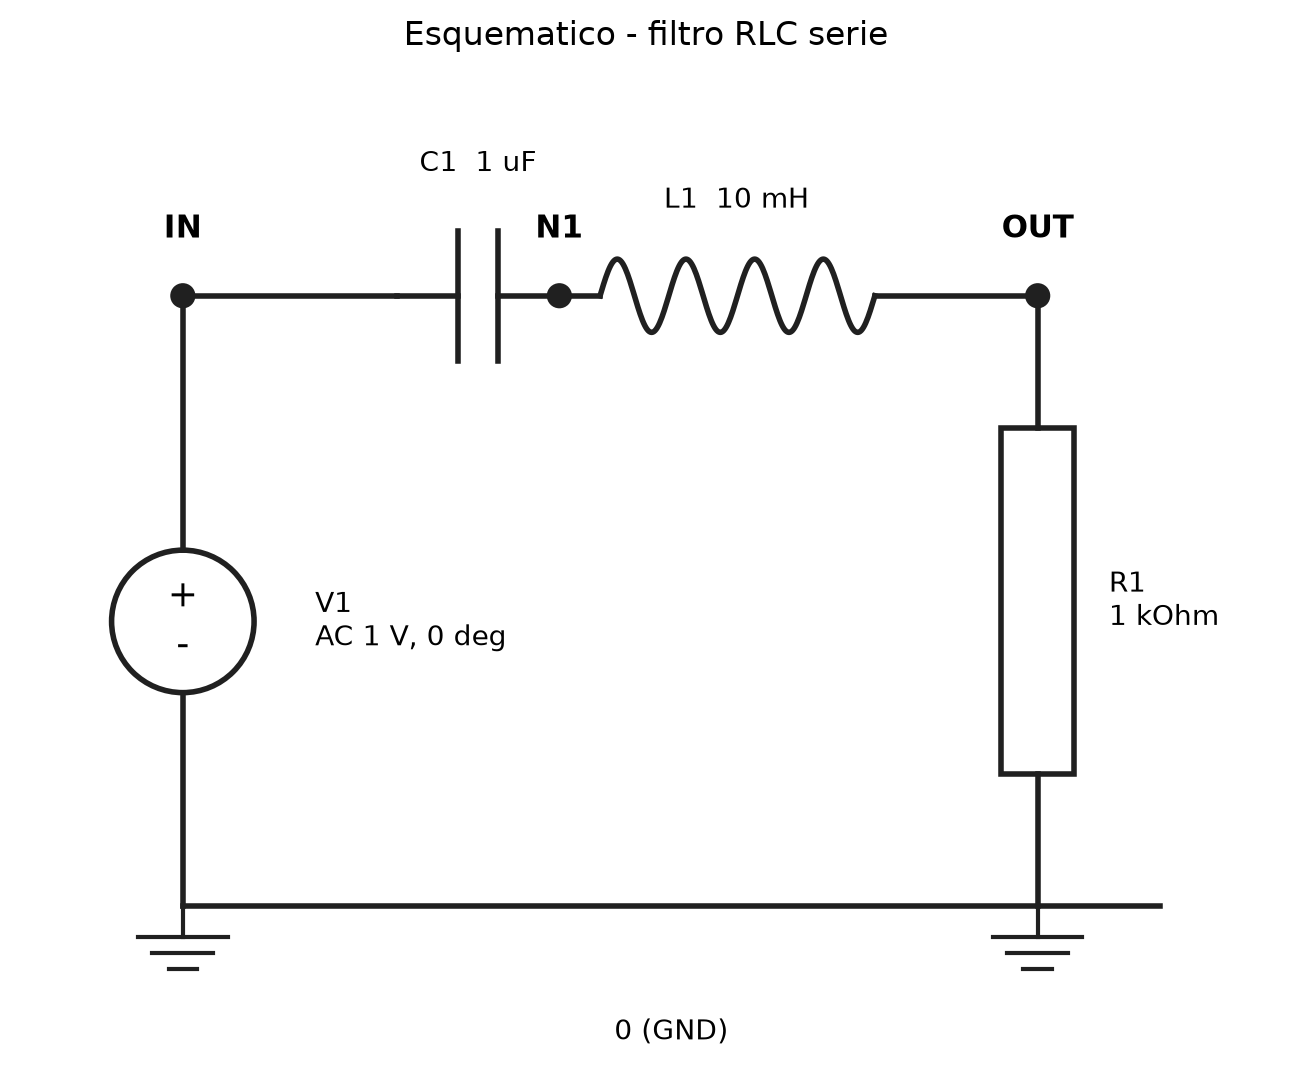 Esquematico - filtro RLC serie
C1  1 uF
L1  10 mH
IN
N1
OUT
+
-
V1
AC 1 V, 0 deg
R1
1 kOhm
0 (GND)